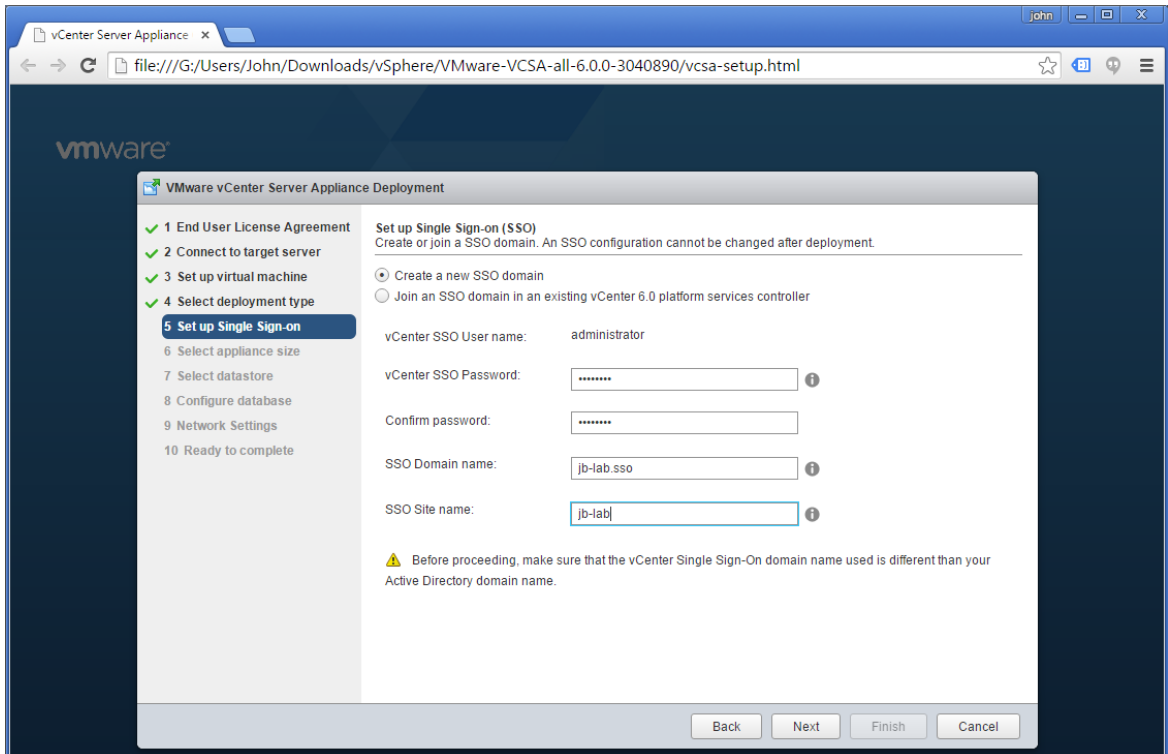 john
vCenter Server Appliance
file:///G:/Users/John/Downloads/vSphere/VMware-VCSA-all-6.0.0-3040890/vcsa-setup.html
vmware®
VMware vCenter Server Appliance Deployment
1 End User License Agreement
2 Connect to target server
3 Set up virtual machine
4 Select deployment type
5 Set up Single Sign-on
6 Select appliance size
7 Select datastore
8 Configure database
9 Network Settings
10 Ready to complete
Set up Single Sign-on (SSO)
Create or join a SSO domain. An SSO configuration cannot be changed after deployment.
Create a new SSO domain
Join an SSO domain in an existing vCenter 6.0 platform services controller
vCenter SSO User name: administrator
vCenter SSO Password: ••••••••
Confirm password: ••••••••
SSO Domain name: jb-lab.sso
SSO Site name: jb-lab
Before proceeding, make sure that the vCenter Single Sign-On domain name used is different than your
Active Directory domain name.
Back Next Finish Cancel